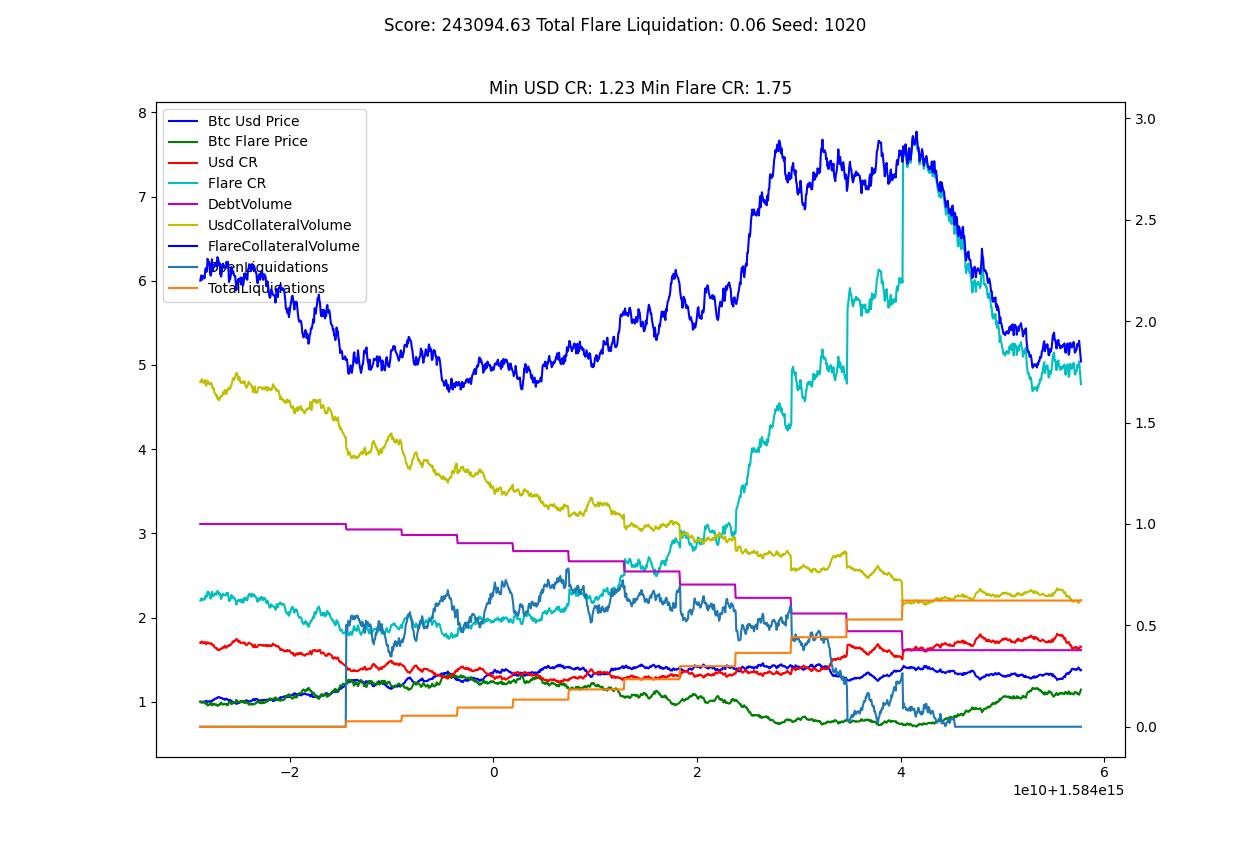 Score: 243094.63 Total Flare Liquidation: 0.06 Seed: 1020
Min USD CR: 1.23 Min Flare CR: 1.75
Btc Usd Price
Btc Flare Price
Usd CR
Flare CR
DebtVolume
UsdCollateralVolume
FlareCollateralVolume
OpenLiquidations
TotalLiquidations
8
7
6
5
4
3
2
1
3.0
2.5
2.0
1.5
1.0
0.5
0.0
−2
0
2
4
6
1e10+1.584e15